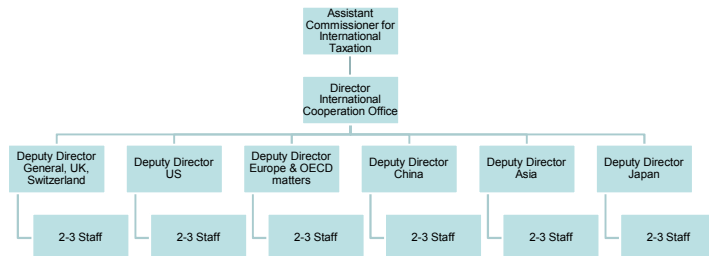 Assistant
Commissioner for
International
Taxation
Director
International
Cooperation Office
Deputy Director
General, UK,
Switzerland
Deputy Director
US
Deputy Director
Europe & OECD
matters
Deputy Director
China
Deputy Director
Asia
Deputy Director
Japan
2-3 Staff
2-3 Staff
2-3 Staff
2-3 Staff
2-3 Staff
2-3 Staff